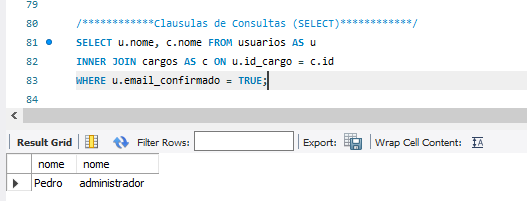 79
80 /************Clausulas de Consultas (SELECT)************/
81 SELECT u.nome, c.nome FROM usuarios AS u
82 INNER JOIN cargos AS c ON u.id_cargo = c.id
83 WHERE u.email_confirmado = TRUE;
84
Result Grid Filter Rows: Export: Wrap Cell Content: IA
nome nome
Pedro administrador